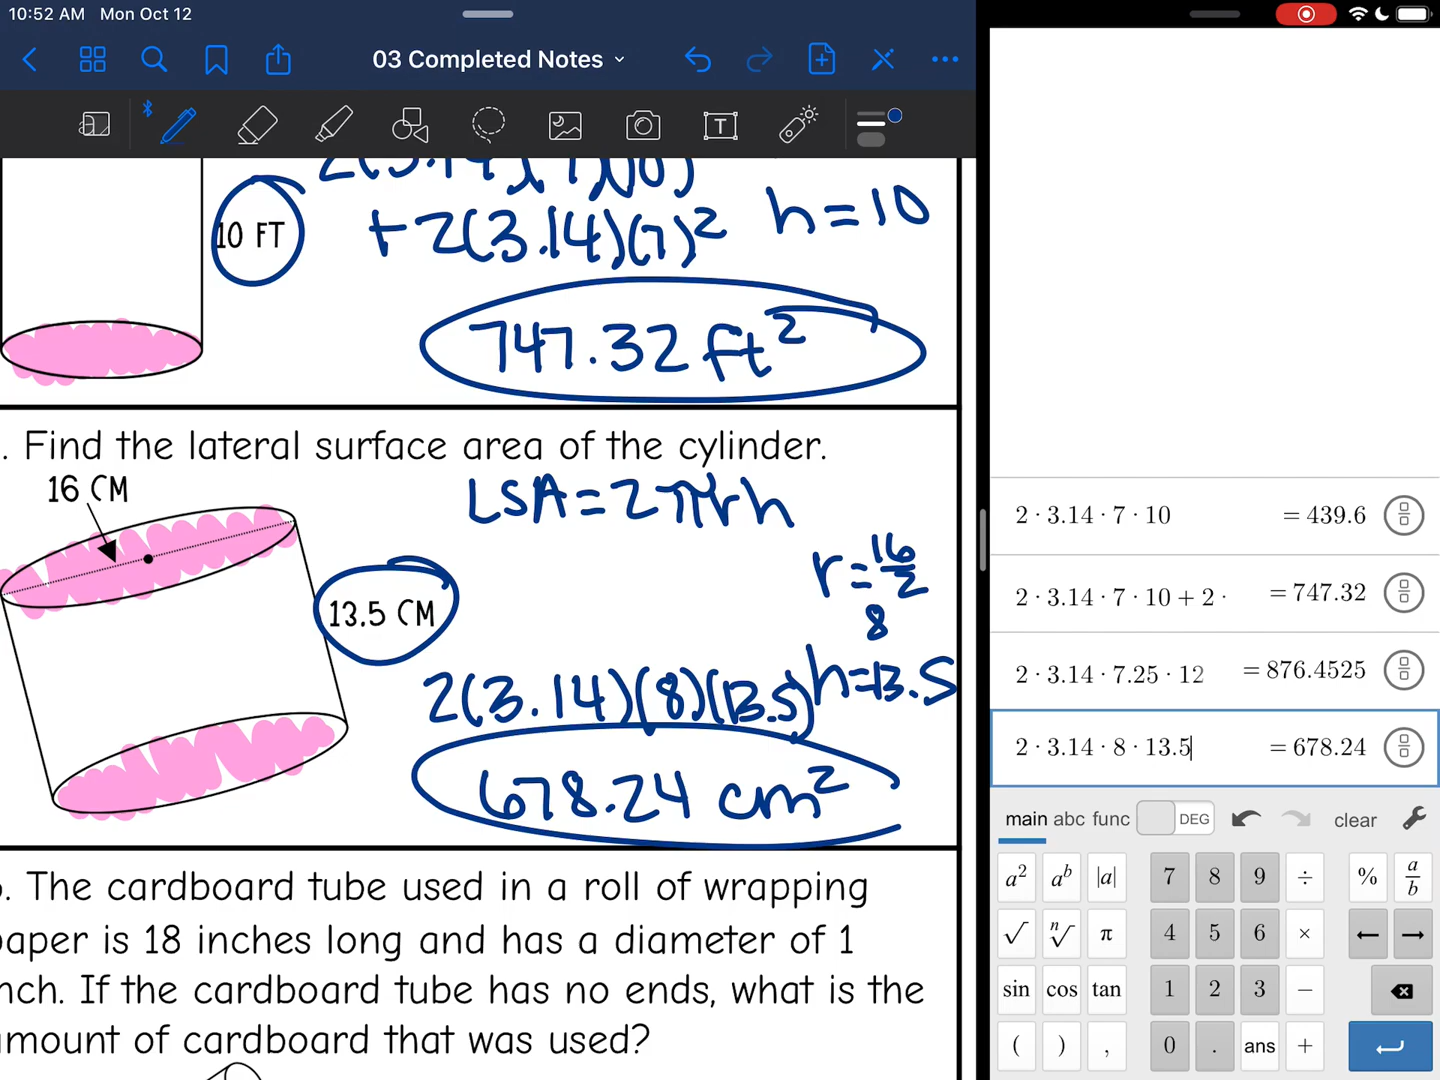 10:52 AM Mon Oct 12
03 Completed Notes
10 FT
h=10
+2(3.14)(7)²
747.32 ft²
. Find the lateral surface area of the cylinder.
16 CM
LSA=2πrh
r=16/2
8
13.5 CM
h=13.5
2(3.14)(8)(13.5)
678.24 cm²
. The cardboard tube used in a roll of wrapping
paper is 18 inches long and has a diameter of 1
nch. If the cardboard tube has no ends, what is the
amount of cardboard that was used?
2 · 3.14 · 7 · 10 = 439.6
2 · 3.14 · 7 · 10 + 2 · = 747.32
2 · 3.14 · 7.25 · 12 = 876.4525
2 · 3.14 · 8 · 13.5 = 678.24
main abc func DEG clear
a² aᵇ |a| 7 8 9 ÷ % a/b
√ ⁿ√ π 4 5 6 × ← →
sin cos tan 1 2 3 −
( ) , 0 . ans +